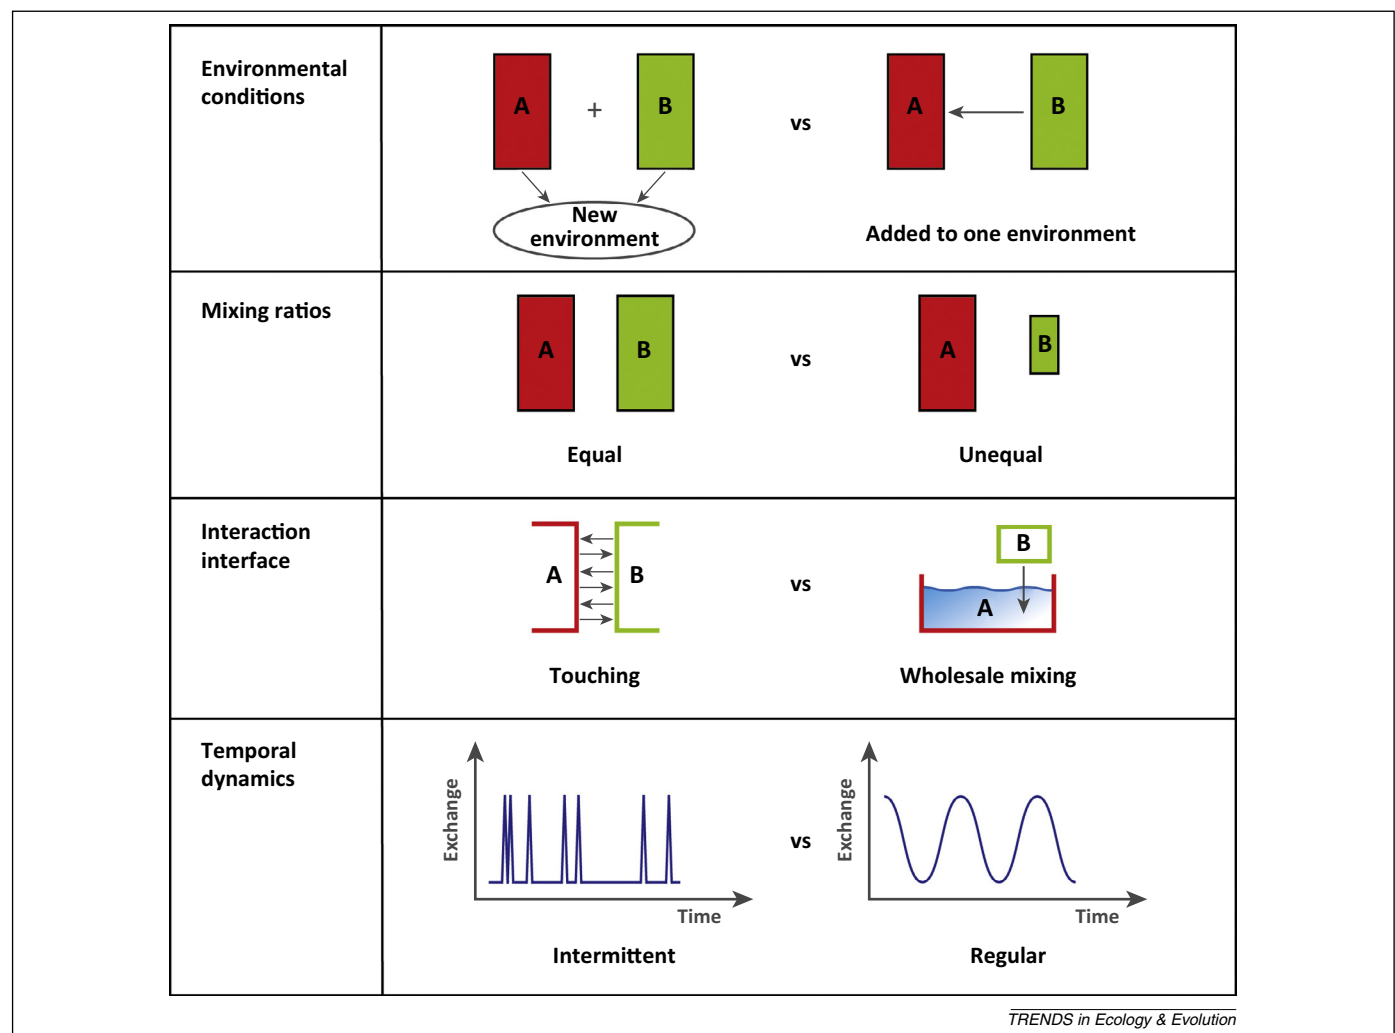 Environmental
conditions
A + B
New
environment
vs
A B
Added to one environment
Mixing ratios
A B
Equal
vs
A B
Unequal
Interaction
interface
A B
Touching
vs
B
A
Wholesale mixing
Temporal
dynamics
Exchange
Time
Intermittent
vs
Exchange
Time
Regular
TRENDS in Ecology & Evolution